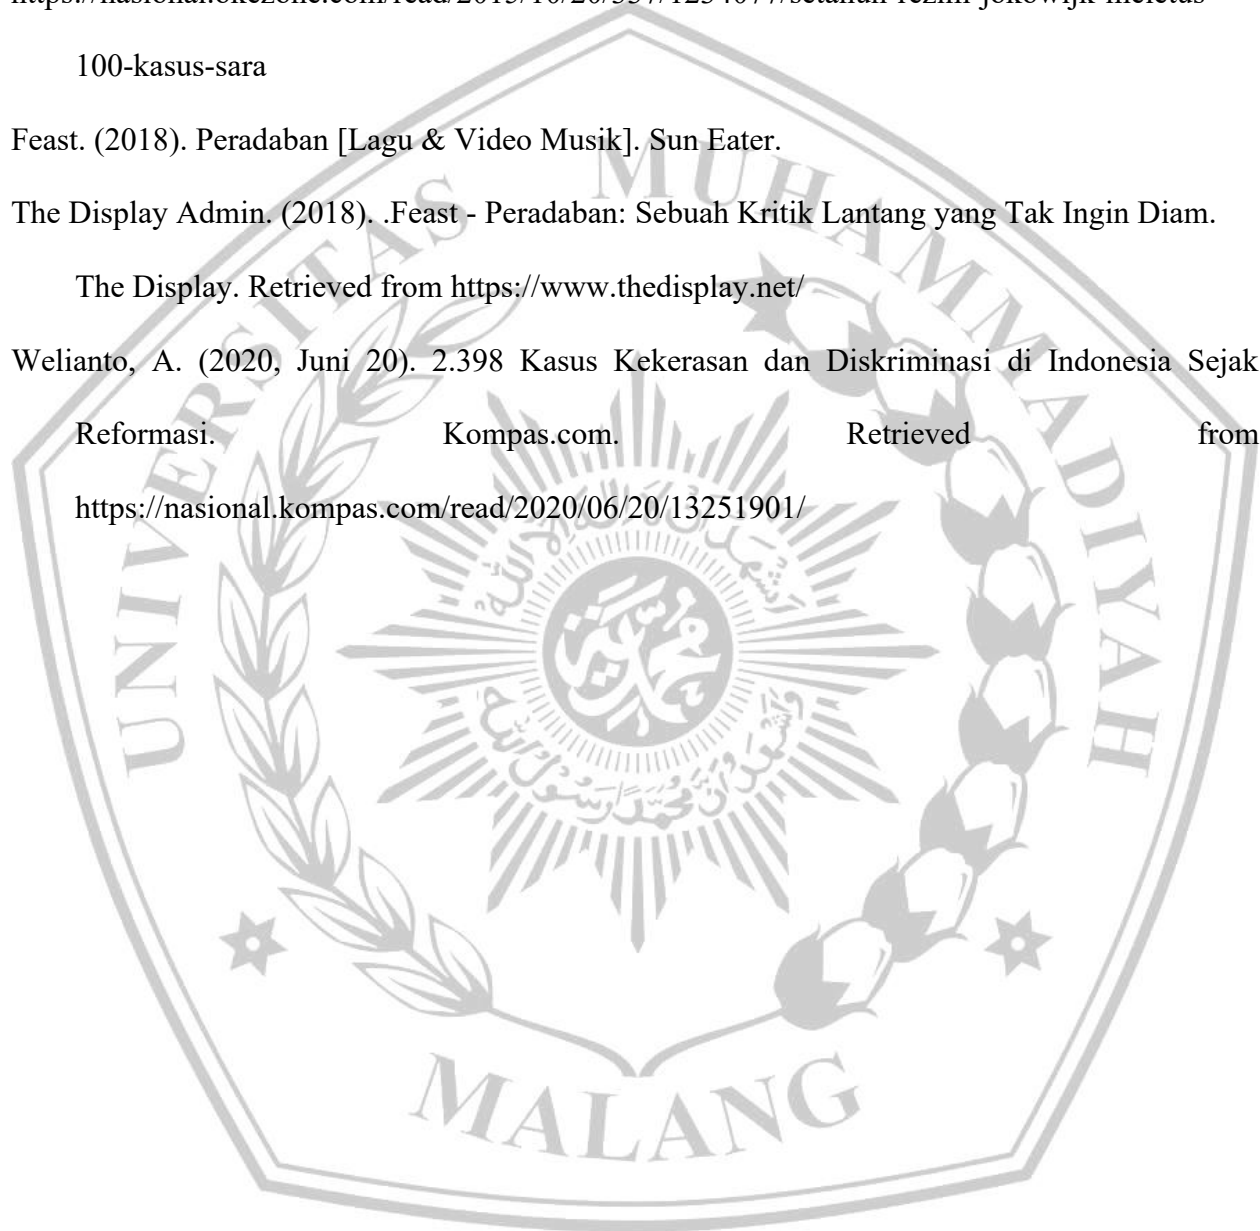 100-kasus-sara
Feast. (2018). Peradaban [Lagu & Video Musik]. Sun Eater.
The Display Admin. (2018). .Feast - Peradaban: Sebuah Kritik Lantang yang Tak Ingin Diam.
The Display. Retrieved from https://www.thedisplay.net/
Welianto, A. (2020, Juni 20). 2.398 Kasus Kekerasan dan Diskriminasi di Indonesia Sejak
Reformasi. Kompas.com. Retrieved from
https://nasional.kompas.com/read/2020/06/20/13251901/
UNIVERSITAS MUHAMMADIYAH
MALANG